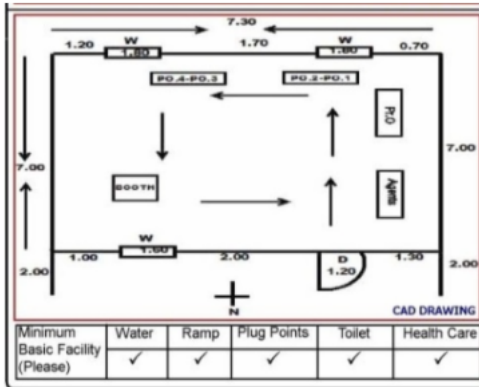 7.30
1.20 W 1.80 1.70 W 1.80 0.70
PO.4-PO.3 PO.2-PO.1
Pr.O
7.00 7.00
BOOTH Agents
W D
1.00 1.60 2.00 1.20 1.30
2.00 2.00
N
CAD DRAWING
Minimum Basic Facility (Please) Water Ramp Plug Points Toilet Health Care
✓ ✓ ✓ ✓ ✓